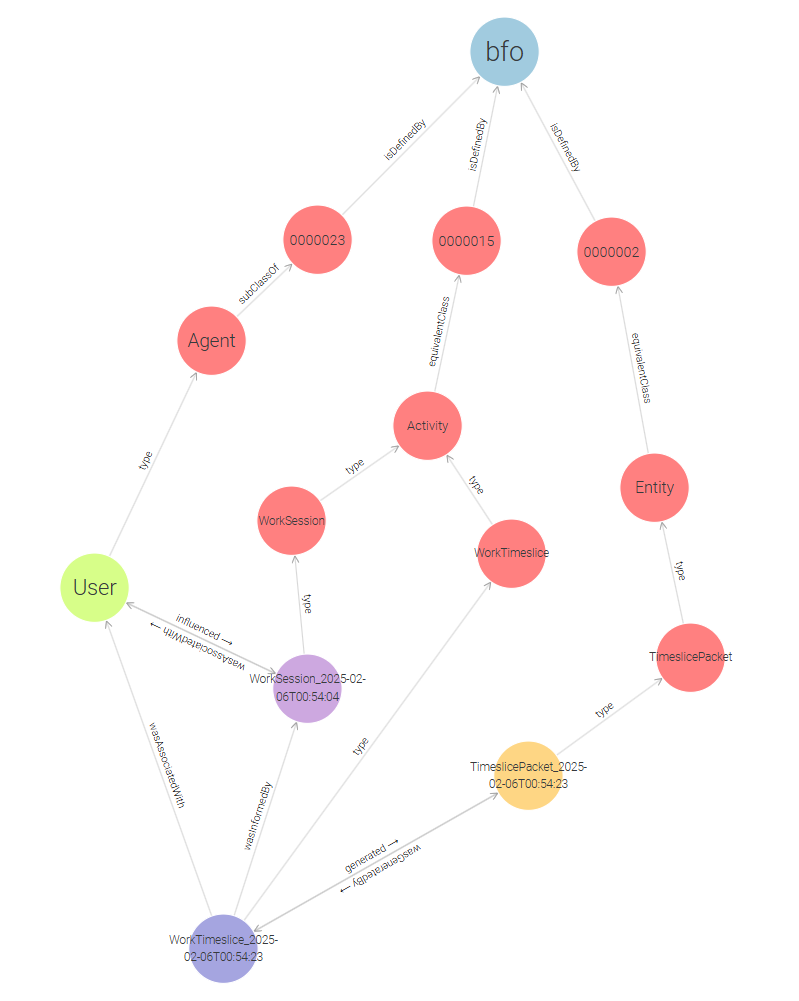 bfo
isDefinedBy
isDefinedBy
isDefinedBy
0000023
0000015
0000002
subClassOf
equivalentClass
equivalentClass
Agent
Activity
type
type
type
Entity
WorkSession
WorkTimeslice
type
type
User
influenced →
wasAssociatedWith →
TimeslicePacket
WorkSession_2025-02-
06T00:54:04
type
type
wasAssociatedWith
wasInformedBy
TimeslicePacket_2025-
02-06T00:54:23
generated →
wasGeneratedBy →
WorkTimeslice_2025-
02-06T00:54:23